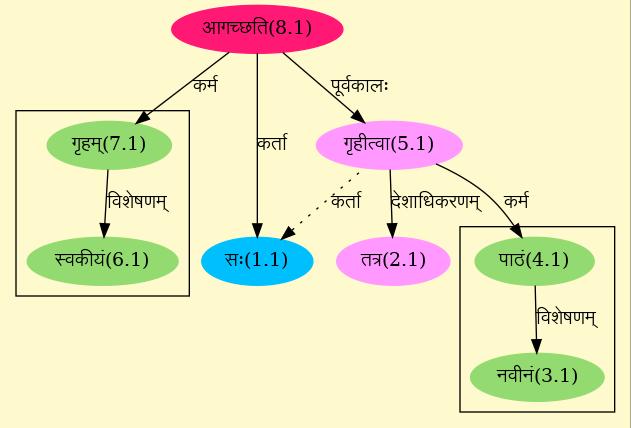 आगच्छति(8.1)
कर्म
कर्ता
पूर्वकालः
गृहम्(7.1)
गृहीत्वा(5.1)
विशेषणम्
कर्ता
देशाधिकरणम्
कर्म
स्वकीयं(6.1)
सः(1.1)
तत्र(2.1)
पाठं(4.1)
विशेषणम्
नवीनं(3.1)